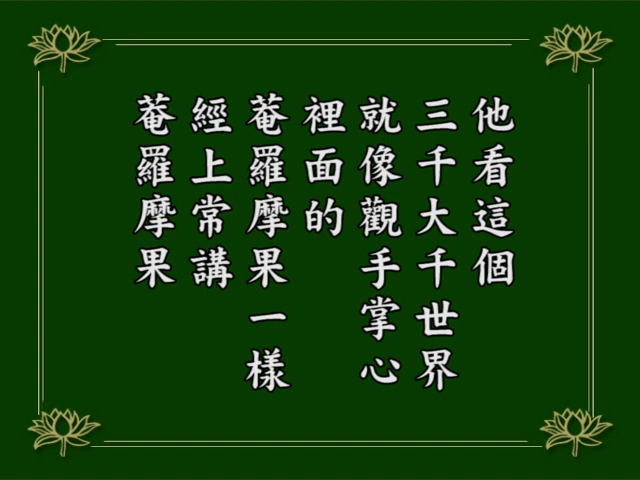 他看這個
三千大千世界
就像觀手掌心
裡面的
菴羅摩果一樣
經上常講
菴羅摩果